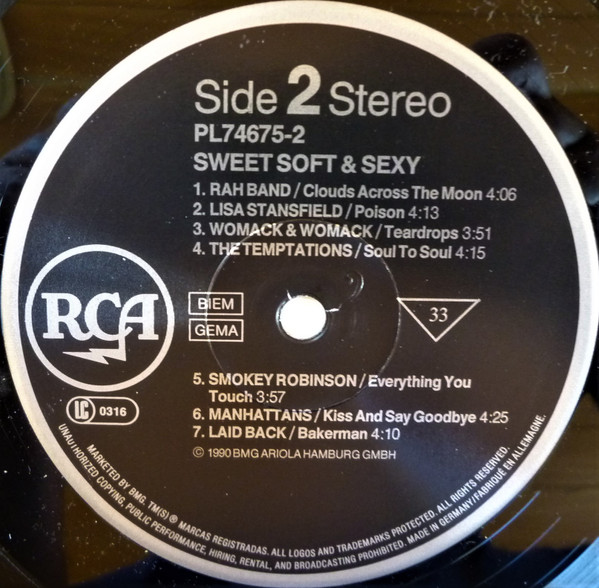 Side 2 Stereo
PL74675-2
SWEET SOFT & SEXY
1. RAH BAND / Clouds Across The Moon 4:06
2. LISA STANSFIELD / Poison 4:13
3. WOMACK & WOMACK / Teardrops 3:51
4. THE TEMPTATIONS / Soul To Soul 4:15
RCA
BIEM
GEMA
33
LC 0316
5. SMOKEY ROBINSON / Everything You
Touch 3:57
6. MANHATTANS / Kiss And Say Goodbye 4:25
7. LAID BACK / Bakerman 4:10
© 1990 BMG ARIOLA HAMBURG GMBH
MARKETED BY BMG. TM(S) ® MARCAS REGISTRADAS. ALL LOGOS AND TRADEMARKS PROTECTED. ALL RIGHTS RESERVED.
UNAUTHORIZED COPYING, PUBLIC PERFORMANCE, HIRING, RENTAL, AND BROADCASTING PROHIBITED. MADE IN GERMANY/FABRIQUÉ EN ALLEMAGNE.